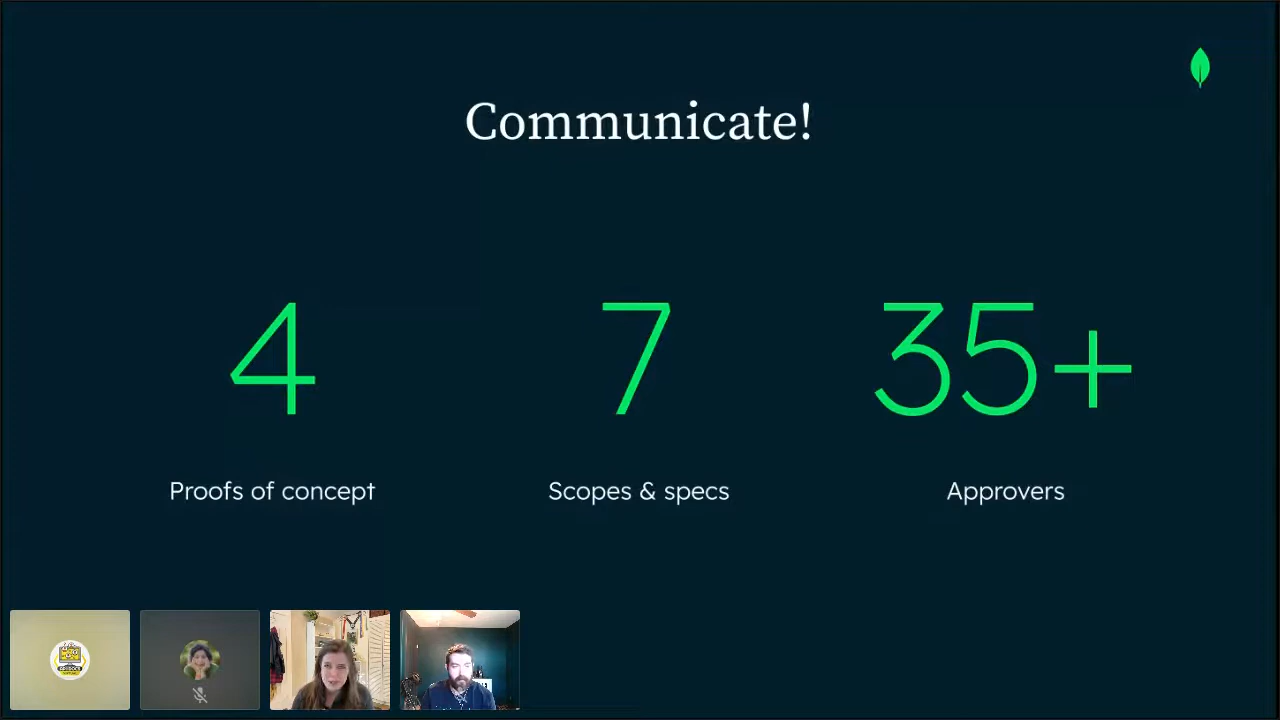 Communicate!
4
7
35+
Proofs of concept
Scopes & specs
Approvers